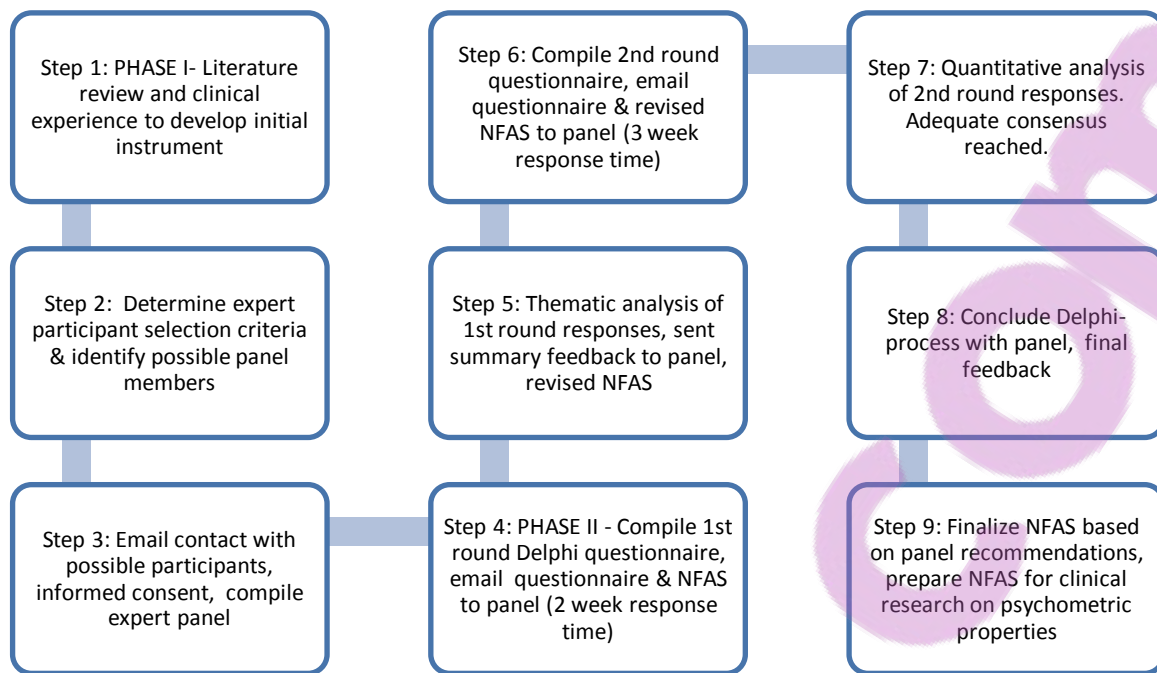 Step 1: PHASE I- Literature
review and clinical
experience to develop initial
instrument
Step 2:  Determine expert
participant selection criteria
& identify possible panel
members
Step 3: Email contact with
possible participants,
informed consent,  compile
expert panel
Step 4: PHASE II - Compile 1st
round Delphi questionnaire,
email  questionnaire & NFAS
to panel (2 week response
time)
Step 5: Thematic analysis of
1st round responses, sent
summary feedback to panel,
revised NFAS
Step 6: Compile 2nd round
questionnaire, email
questionnaire & revised
NFAS to panel (3 week
response time)
Step 7: Quantitative analysis
of 2nd round responses.
Adequate consensus
reached.
Step 8: Conclude Delphi-
process with panel,  final
feedback
Step 9: Finalize NFAS based
on panel recommendations,
prepare NFAS for clinical
research on psychometric
properties